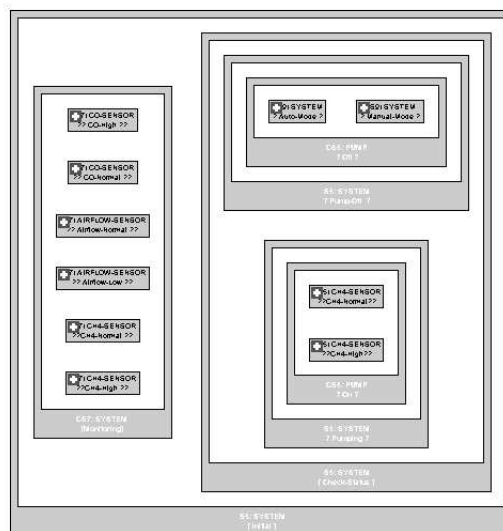 CO-SENSOR
?? CO-High ??
CO-SENSOR
?? CO-Normal ??
AIRFLOW-SENSOR
?? Airflow-Normal ??
AIRFLOW-SENSOR
?? Airflow-Low ??
CH4-SENSOR
??CH4-Normal ??
CH4-SENSOR
??CH4-High ??
SYSTEM
[Monitoring]
SYSTEM
? Auto-Mode ?
SYSTEM
? Manual-Mode ?
PUMP
? Off ?
SYSTEM
? Pump-Off ?
CH4-SENSOR
??CH4-Normal??
CH4-SENSOR
??CH4-High ??
PUMP
? On ?
SYSTEM
? Pumping ?
SYSTEM
[ Check-Status ]
SYSTEM
[ Initial ]